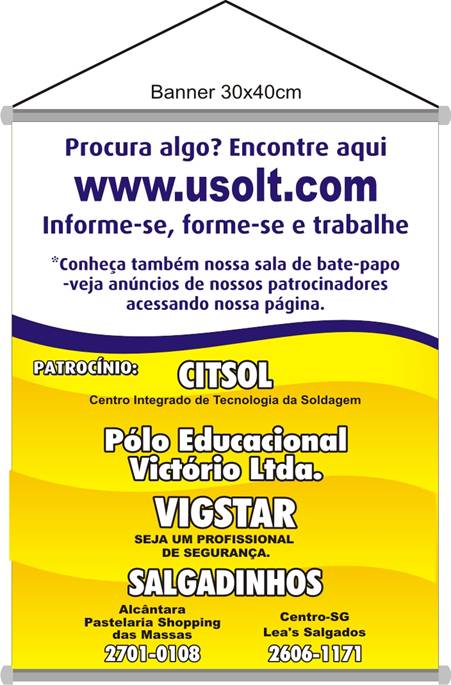 Banner 30x40cm
Procura algo? Encontre aqui
www.usolt.com
Informe-se, forme-se e trabalhe
*Conheça também nossa sala de bate-papo
-veja anúncios de nossos patrocinadores
acessando nossa página.
PATROCÍNIO:
CITSOL
Centro Integrado de Tecnologia da Soldagem
Pólo Educacional
Victório Ltda.
VIGSTAR
SEJA UM PROFISSIONAL
DE SEGURANÇA.
SALGADINHOS
Alcântara
Pastelaria Shopping
das Massas
2701-0108
Centro-SG
Lea's Salgados
2606-1171